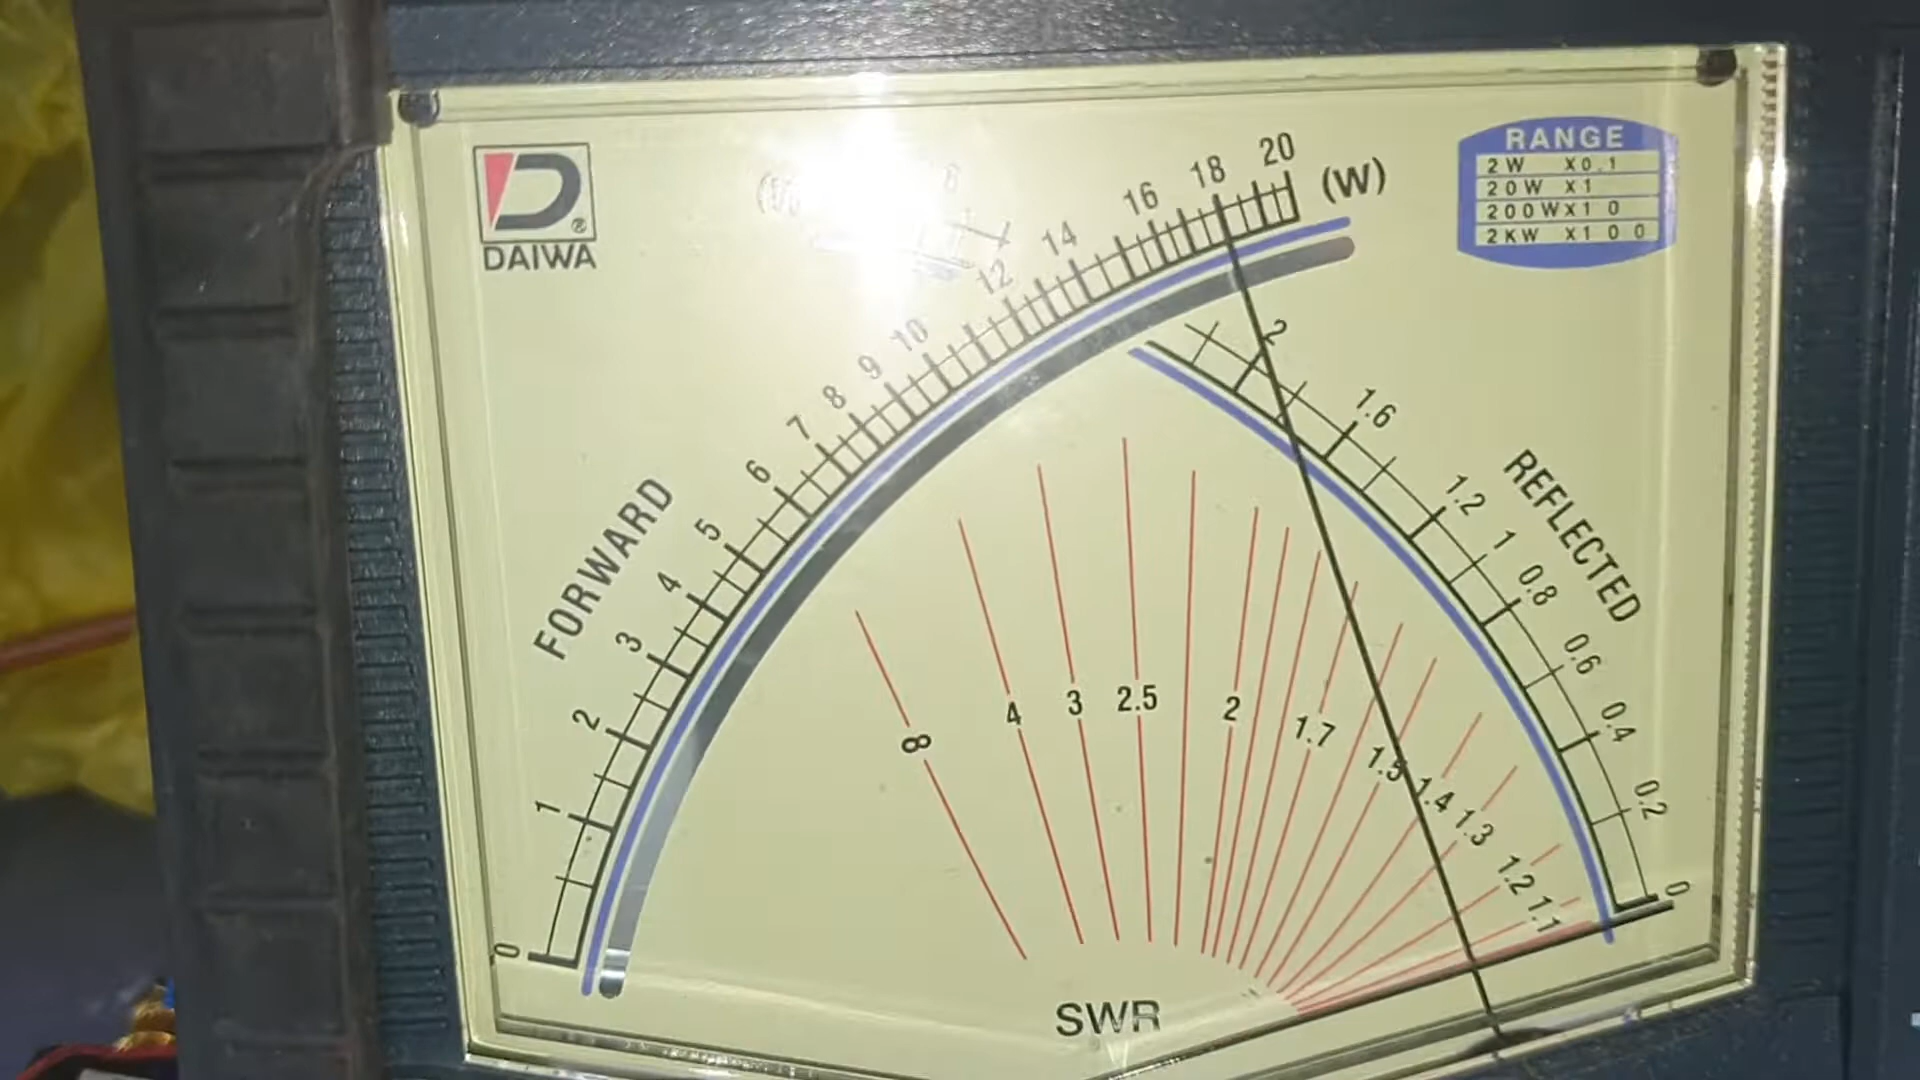 DAIWA
®
RANGE
2W X0.1
20W X1
200W X10
2KW X100
FORWARD
0 1 2 3 4 5 6 7 8 9 10 12 14 16 18 20 (W)
REFLECTED
2 1.6 1.2 1 0.8 0.6 0.4 0.2 0
8 4 3 2.5 2 1.7 1.5 1.4 1.3 1.2 1.1
SWR